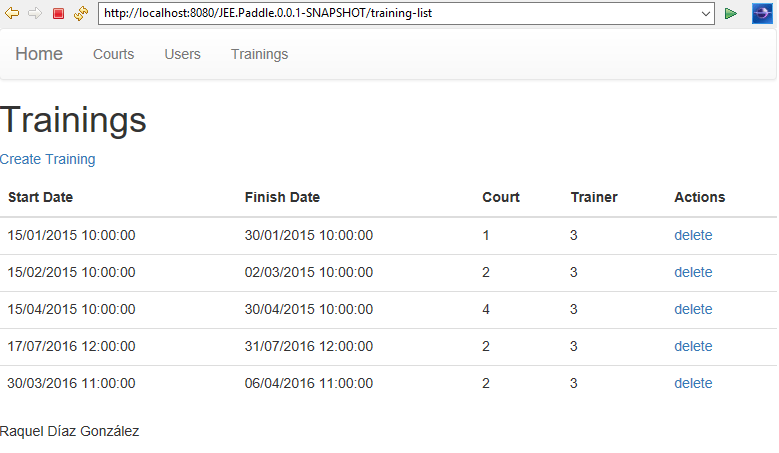 http://localhost:8080/JEE.Paddle.0.0.1-SNAPSHOT/training-list
Home Courts Users Trainings
Trainings
Create Training
Start Date Finish Date Court Trainer Actions
15/01/2015 10:00:00 30/01/2015 10:00:00 1 3 delete
15/02/2015 10:00:00 02/03/2015 10:00:00 2 3 delete
15/04/2015 10:00:00 30/04/2015 10:00:00 4 3 delete
17/07/2016 12:00:00 31/07/2016 12:00:00 2 3 delete
30/03/2016 11:00:00 06/04/2016 11:00:00 2 3 delete
Raquel Díaz González